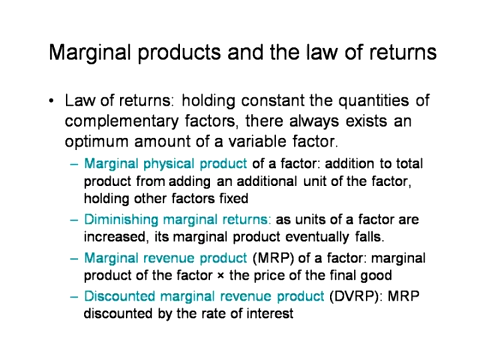 Marginal products and the law of returns
• Law of returns: holding constant the quantities of
complementary factors, there always exists an
optimum amount of a variable factor.
– Marginal physical product of a factor: addition to total
product from adding an additional unit of the factor,
holding other factors fixed
– Diminishing marginal returns: as units of a factor are
increased, its marginal product eventually falls.
– Marginal revenue product (MRP) of a factor: marginal
product of the factor × the price of the final good
– Discounted marginal revenue product (DVRP): MRP
discounted by the rate of interest